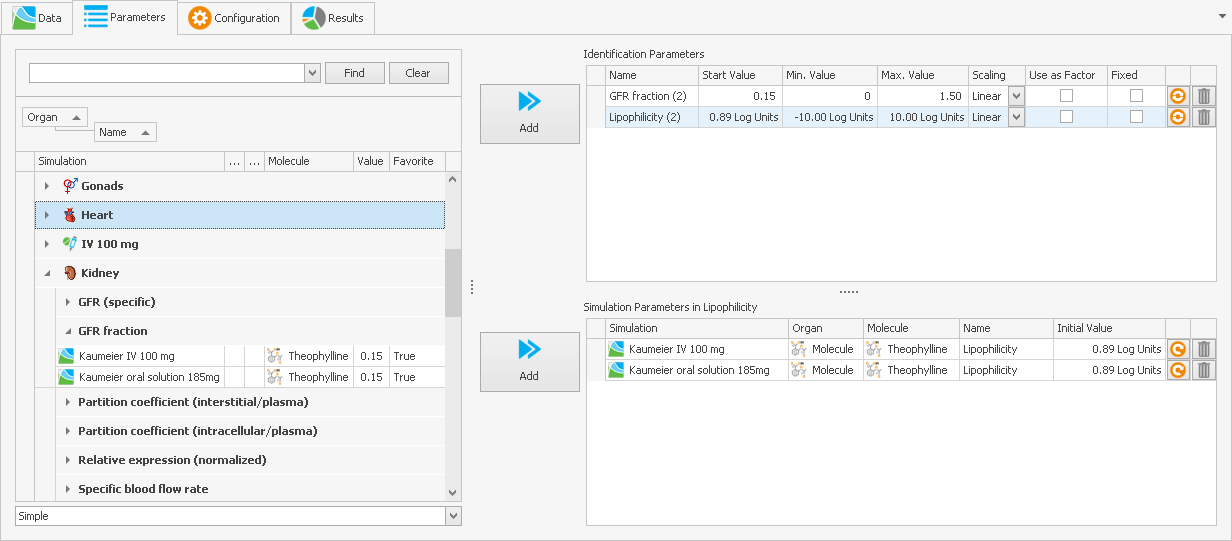 Data Parameters Configuration Results
Find Clear
Organ
Name
Simulation ... ... Molecule Value Favorite
Gonads
Heart
IV 100 mg
Kidney
GFR (specific)
GFR fraction
Kaumeier IV 100 mg Theophylline 0.15 True
Kaumeier oral solution 185mg Theophylline 0.15 True
Partition coefficient (interstitial/plasma)
Partition coefficient (intracellular/plasma)
Relative expression (normalized)
Specific blood flow rate
Simple
Add
Add
Identification Parameters
Name Start Value Min. Value Max. Value Scaling Use as Factor Fixed
GFR fraction (2) 0.15 0 1.50 Linear
Lipophilicity (2) 0.89 Log Units -10.00 Log Units 10.00 Log Units Linear
Simulation Parameters in Lipophilicity
Simulation Organ Molecule Name Initial Value
Kaumeier IV 100 mg Molecule Theophylline Lipophilicity 0.89 Log Units
Kaumeier oral solution 185mg Molecule Theophylline Lipophilicity 0.89 Log Units